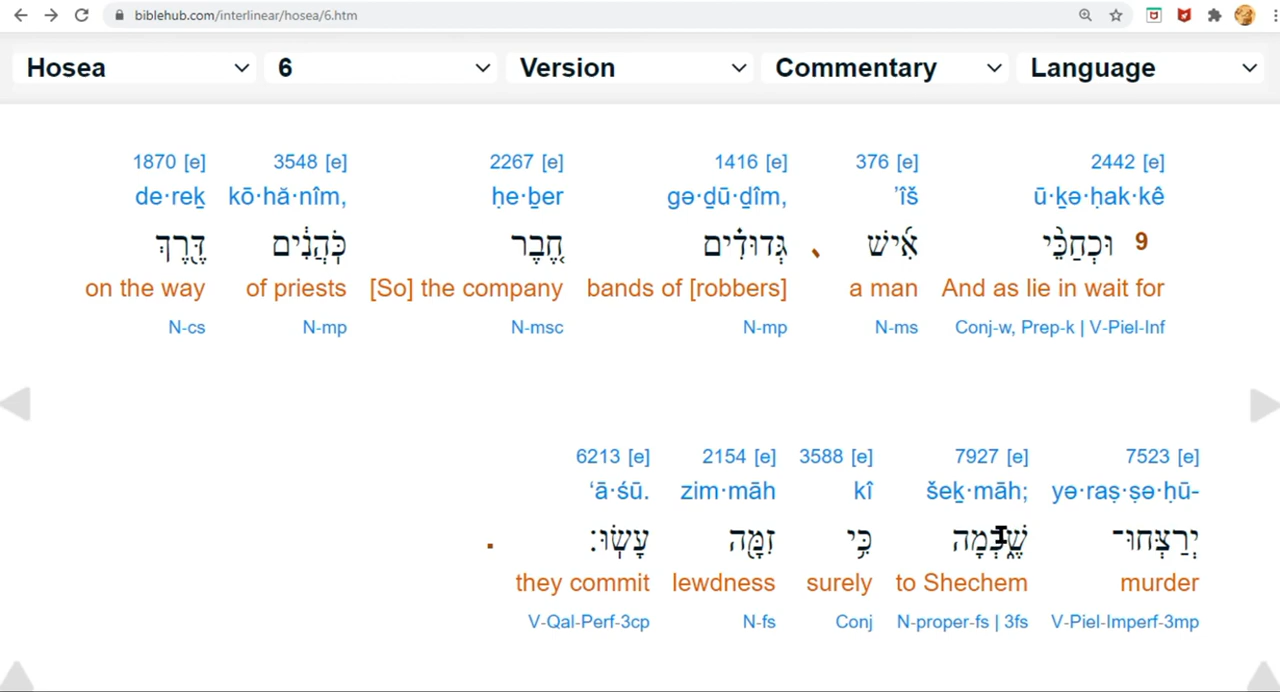 biblehub.com/interlinear/hosea/6.htm
Hosea 6 Version Commentary Language
1870 [e] 3548 [e] 2267 [e] 1416 [e] 376 [e] 2442 [e]
de·reḵ kō·hă·nîm, ḥe·ḇer gə·ḏū·ḏîm, ’îš ū·ḵə·ḥak·kê
9 וּכְחַכֵּ֨י אִ֜ישׁ גְּדוּדִ֗ים חֶ֚בֶר כֹּֽהֲנִ֔ים דֶּ֖רֶךְ
on the way of priests [So] the company bands of [robbers] 、 a man And as lie in wait for
N-cs N-mp N-msc N-mp N-ms Conj-w, Prep-k | V-Piel-Inf
6213 [e] 2154 [e] 3588 [e] 7927 [e] 7523 [e]
‘ā·śū. zim·māh kî šeḵ·māh; yə·raṣ·ṣə·ḥū-
יְרַצְּחוּ־ שֶׁ֑כְמָה כִּ֥י זִמָּ֖ה עָשֽׂוּ׃ .
they commit lewdness surely to Shechem murder
V-Qal-Perf-3cp N-fs Conj N-proper-fs | 3fs V-Piel-Imperf-3mp